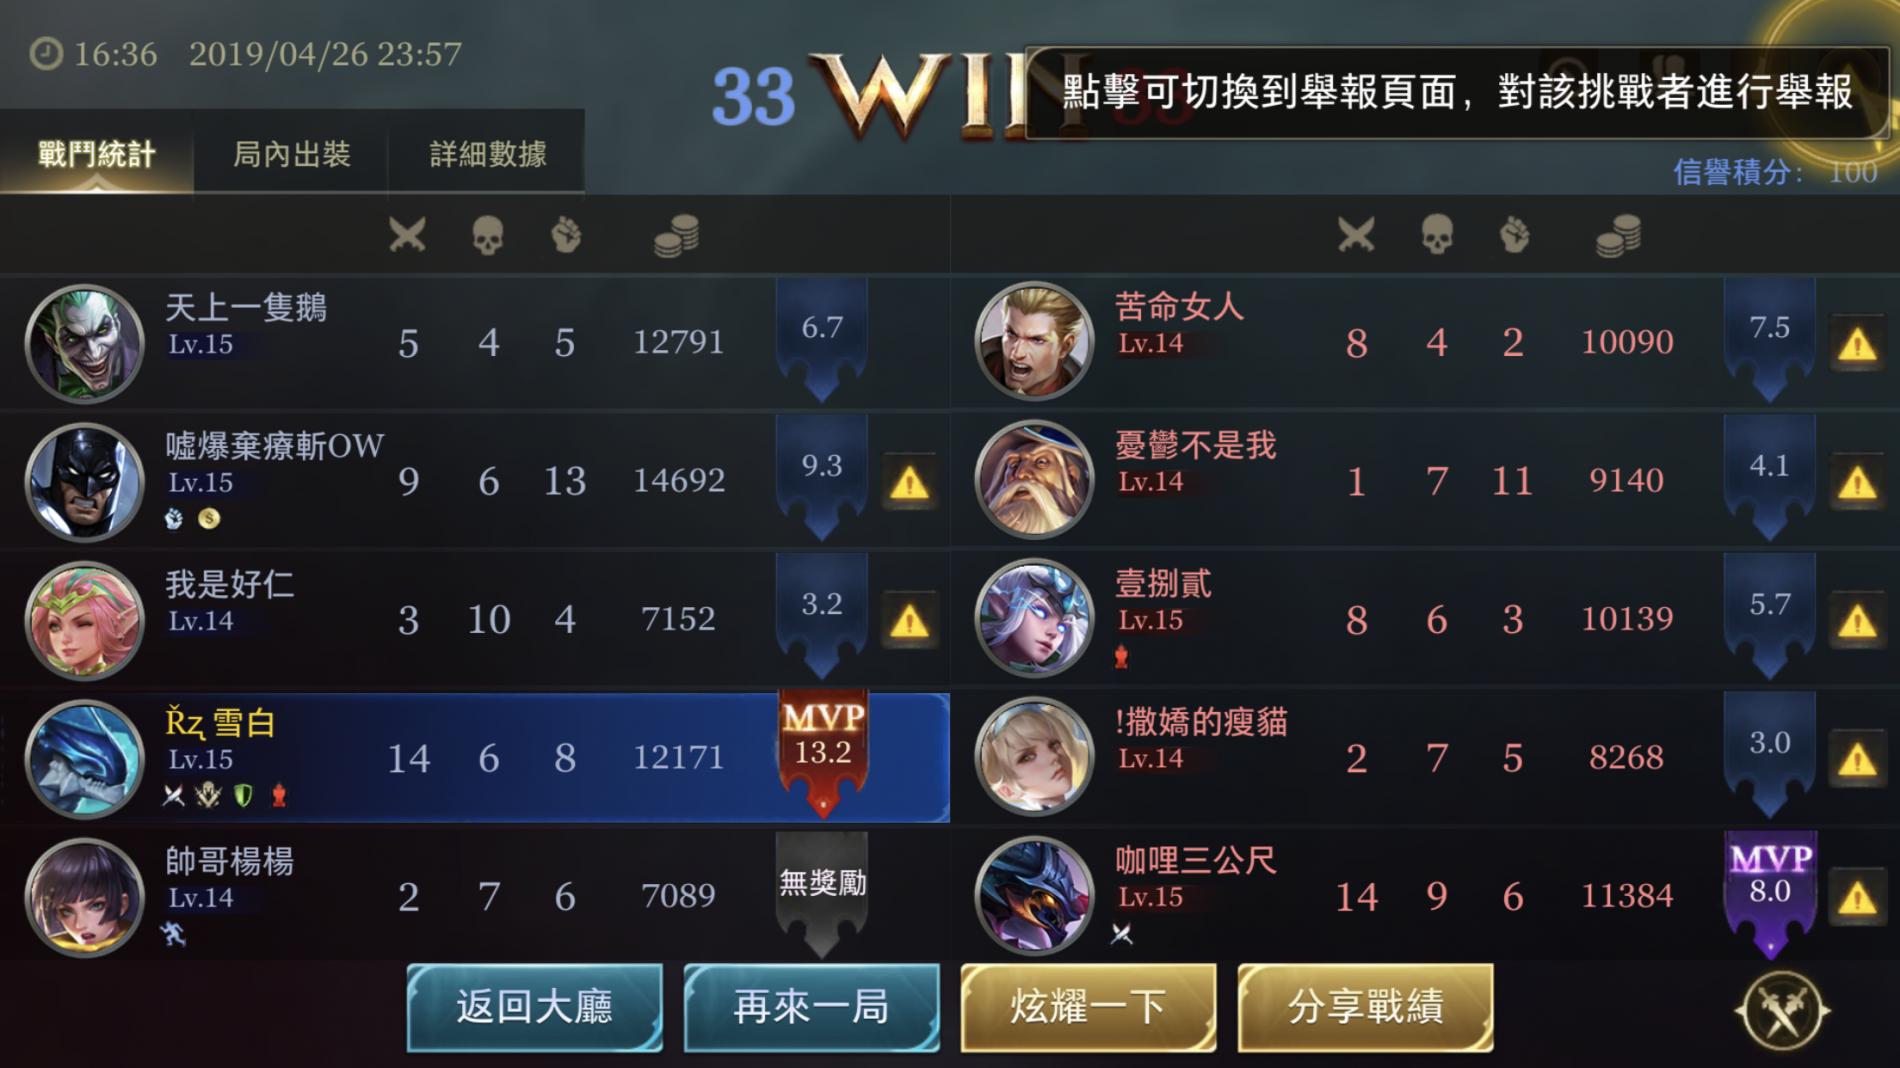 16:36 2019/04/26 23:57
33 WIN 33
點擊可切換到舉報頁面，對該挑戰者進行舉報
戰鬥統計 局內出裝 詳細數據
信譽積分： 100
天上一隻鵝
Lv.15
5 4 5 12791 6.7
苦命女人
Lv.14
8 4 2 10090 7.5
噓爆棄療斬OW
Lv.15
9 6 13 14692 9.3
憂鬱不是我
Lv.14
1 7 11 9140 4.1
我是好仁
Lv.14
3 10 4 7152 3.2
壹捌貳
Lv.15
8 6 3 10139 5.7
Řʐ 雪白
Lv.15
14 6 8 12171 MVP 13.2
!撒嬌的瘦貓
Lv.14
2 7 5 8268 3.0
帥哥楊楊
Lv.14
2 7 6 7089 無獎勵
咖哩三公尺
Lv.15
14 9 6 11384 MVP 8.0
返回大廳 再來一局 炫耀一下 分享戰績